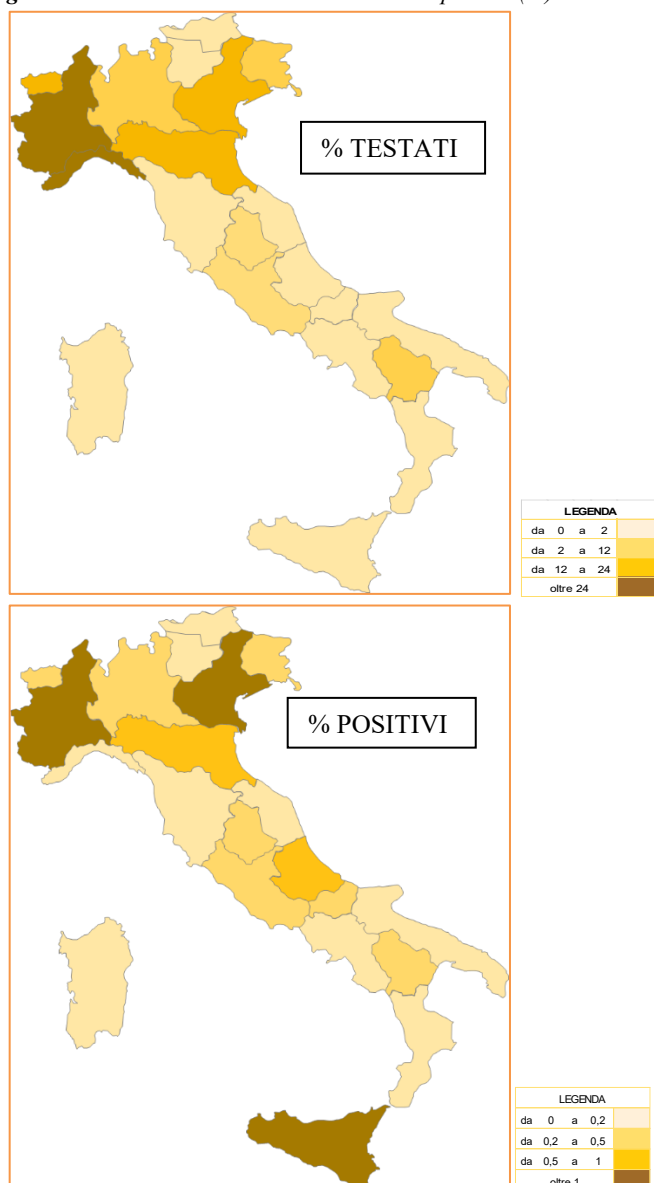 % TESTATI
LEGENDA
da 0 a 2
da 2 a 12
da 12 a 24
oltre 24
% POSITIVI
LEGENDA
da 0 a 0,2
da 0,2 a 0,5
da 0,5 a 1
oltre 1